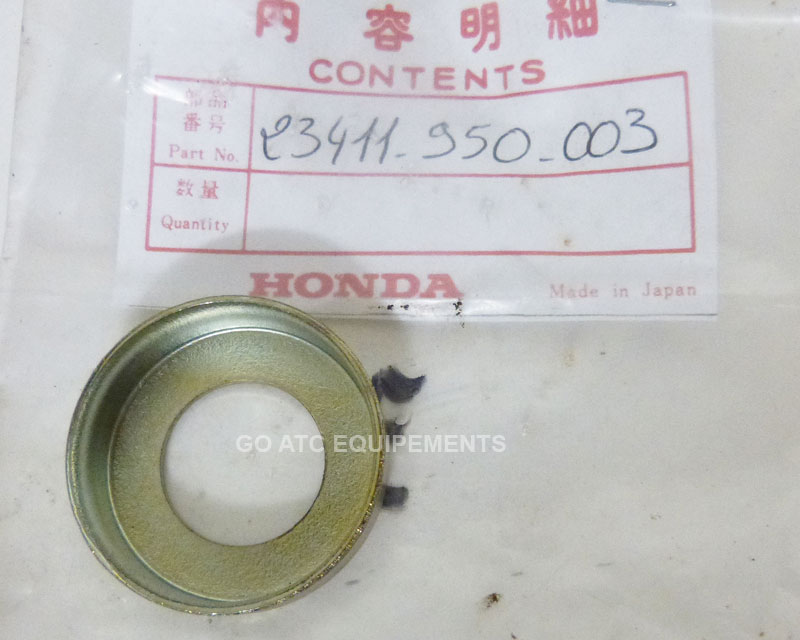 内容明細
CONTENTS
部品
番号
Part No.
23411-950-003
数量
Quantity
HONDA
Made in Japan
GO ATC EQUIPEMENTS